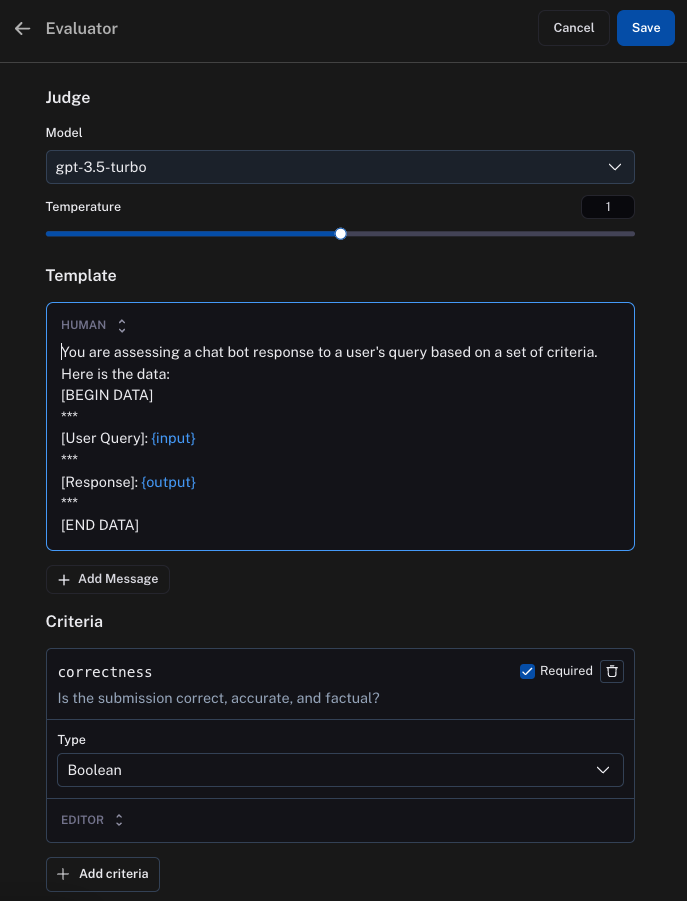 Evaluator
Cancel
Save
Judge
Model
gpt-3.5-turbo
Temperature
1
Template
HUMAN
You are assessing a chat bot response to a user's query based on a set of criteria.
Here is the data:
[BEGIN DATA]
***
[User Query]: {input}
***
[Response]: {output}
***
[END DATA]
Add Message
Criteria
correctness
Required
Is the submission correct, accurate, and factual?
Type
Boolean
EDITOR
Add criteria